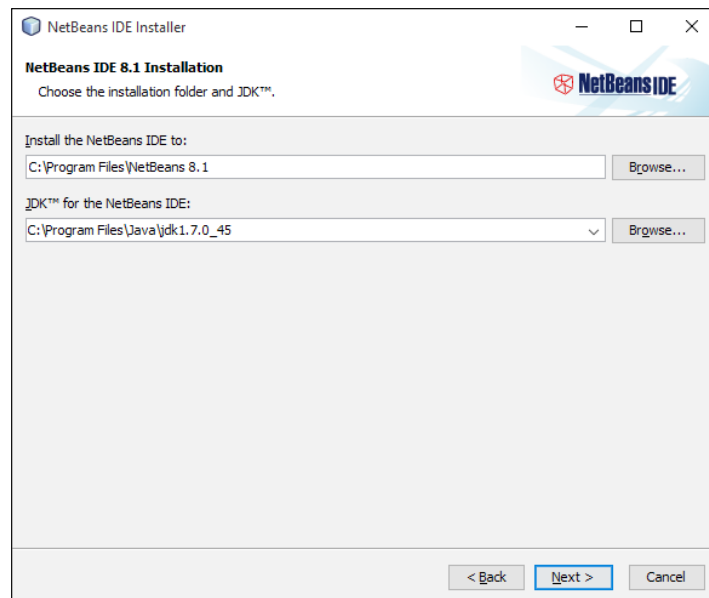 NetBeans IDE Installer
NetBeans IDE 8.1 Installation
Choose the installation folder and JDK™.
NetBeans IDE
Install the NetBeans IDE to:
C:\Program Files\NetBeans 8.1
Browse...
JDK™ for the NetBeans IDE:
C:\Program Files\Java\jdk1.7.0_45
Browse...
< Back
Next >
Cancel